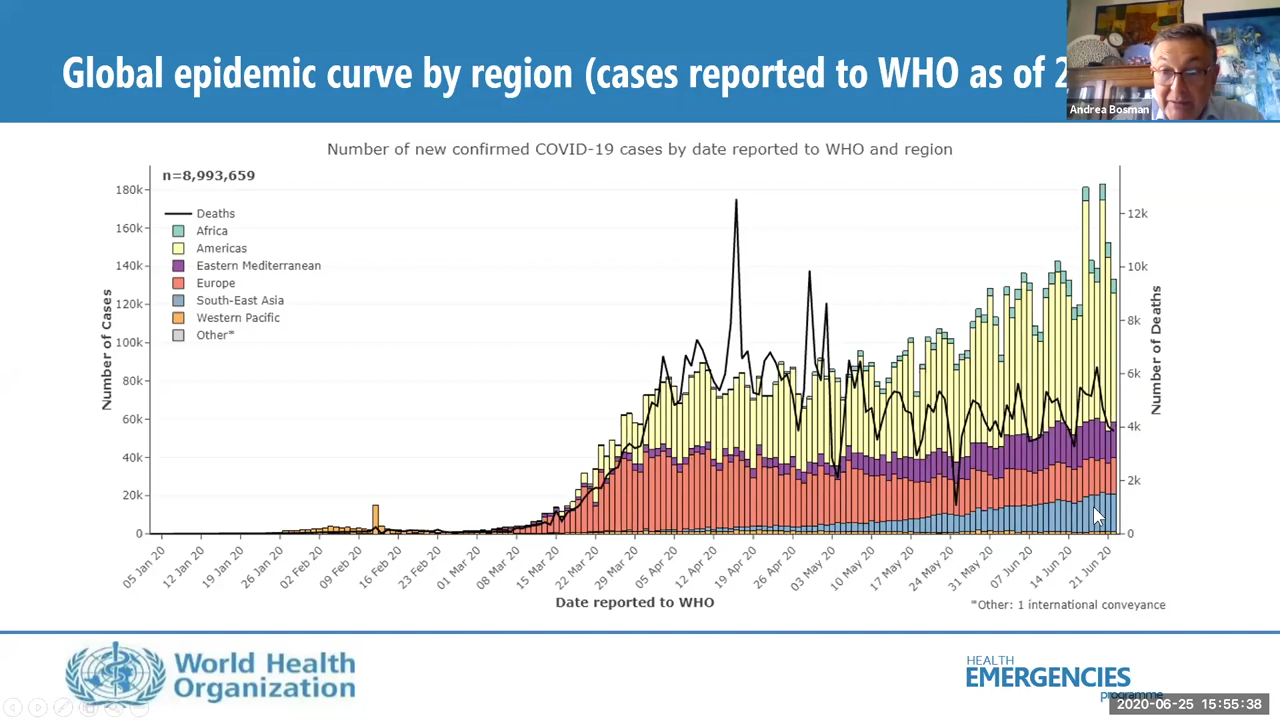 Global epidemic curve by region (cases reported to WHO as of 2
Andrea Bosman
Number of new confirmed COVID-19 cases by date reported to WHO and region
n=8,993,659
Deaths
Africa
Americas
Eastern Mediterranean
Europe
South-East Asia
Western Pacific
Other*
Number of Cases
180k
160k
140k
120k
100k
80k
60k
40k
20k
0
12k
10k
8k
6k
4k
2k
0
Number of Deaths
05 Jan 20
12 Jan 20
19 Jan 20
26 Jan 20
02 Feb 20
09 Feb 20
16 Feb 20
23 Feb 20
01 Mar 20
08 Mar 20
15 Mar 20
22 Mar 20
29 Mar 20
05 Apr 20
12 Apr 20
19 Apr 20
26 Apr 20
03 May 20
10 May 20
17 May 20
24 May 20
31 May 20
07 Jun 20
14 Jun 20
21 Jun 20
Date reported to WHO
*Other: 1 international conveyance
World Health
Organization
HEALTH
EMERGENCIES
programme
2020-06-25 15:55:38